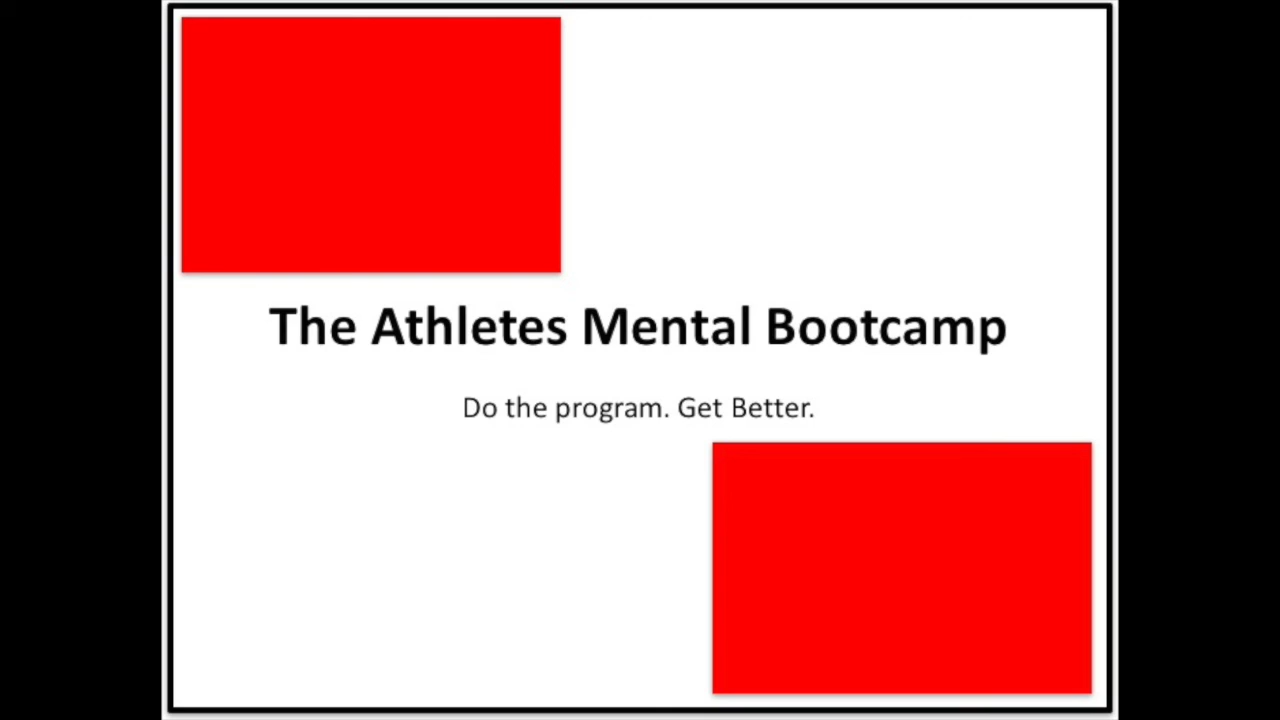 The Athletes Mental Bootcamp
Do the program. Get Better.